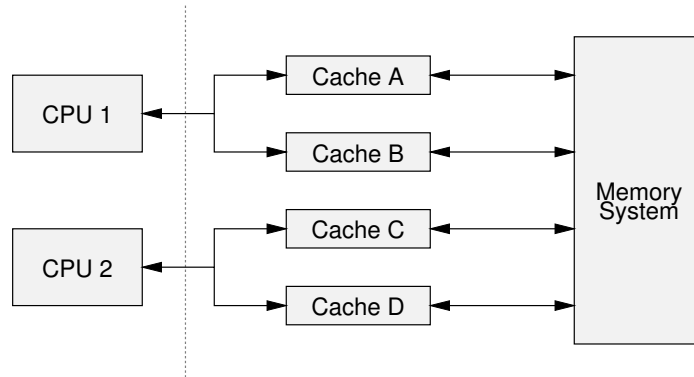 CPU 1
Cache A
Cache B
CPU 2
Cache C
Cache D
Memory
System